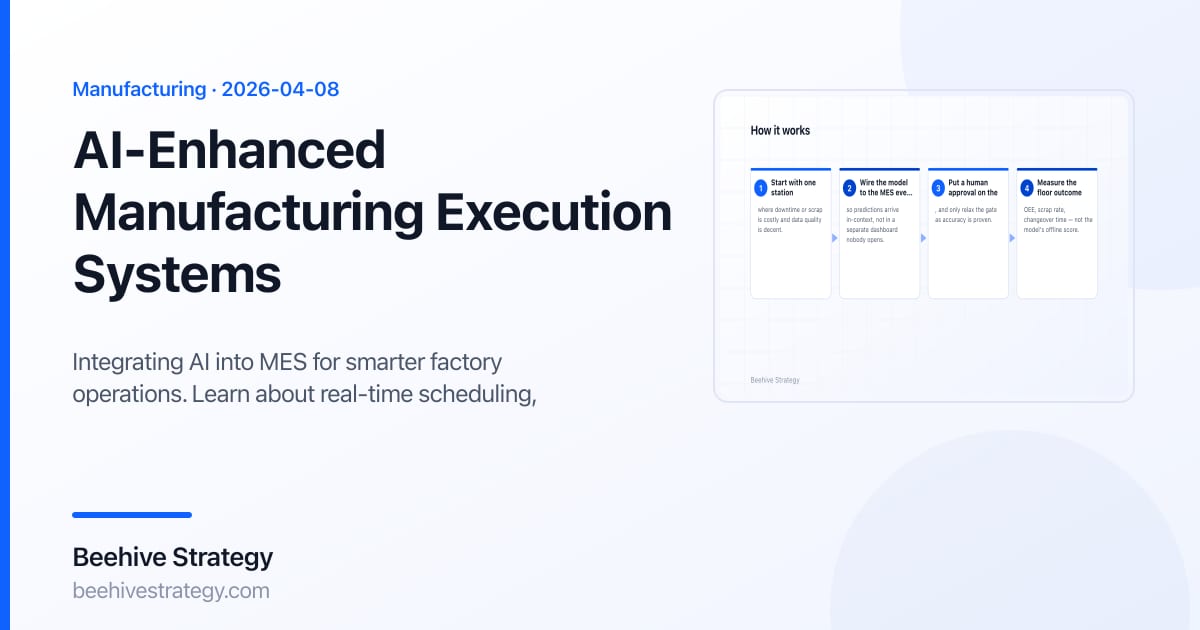 Manufacturing · 2026-04-08
AI-Enhanced
Manufacturing Execution
Systems
Integrating AI into MES for smarter factory
operations. Learn about real-time scheduling,
Beehive Strategy
beehivestrategy.com
How it works
1
Start with one
station
where downtime or scrap
is costly and data quality
is decent.
2
Wire the model
to the MES eve...
so predictions arrive
in-context, not in a
separate dashboard
nobody opens.
3
Put a human
approval on the
, and only relax the gate
as accuracy is proven.
4
Measure the
floor outcome
OEE, scrap rate,
changeover time — not the
model's offline score.
Beehive Strategy